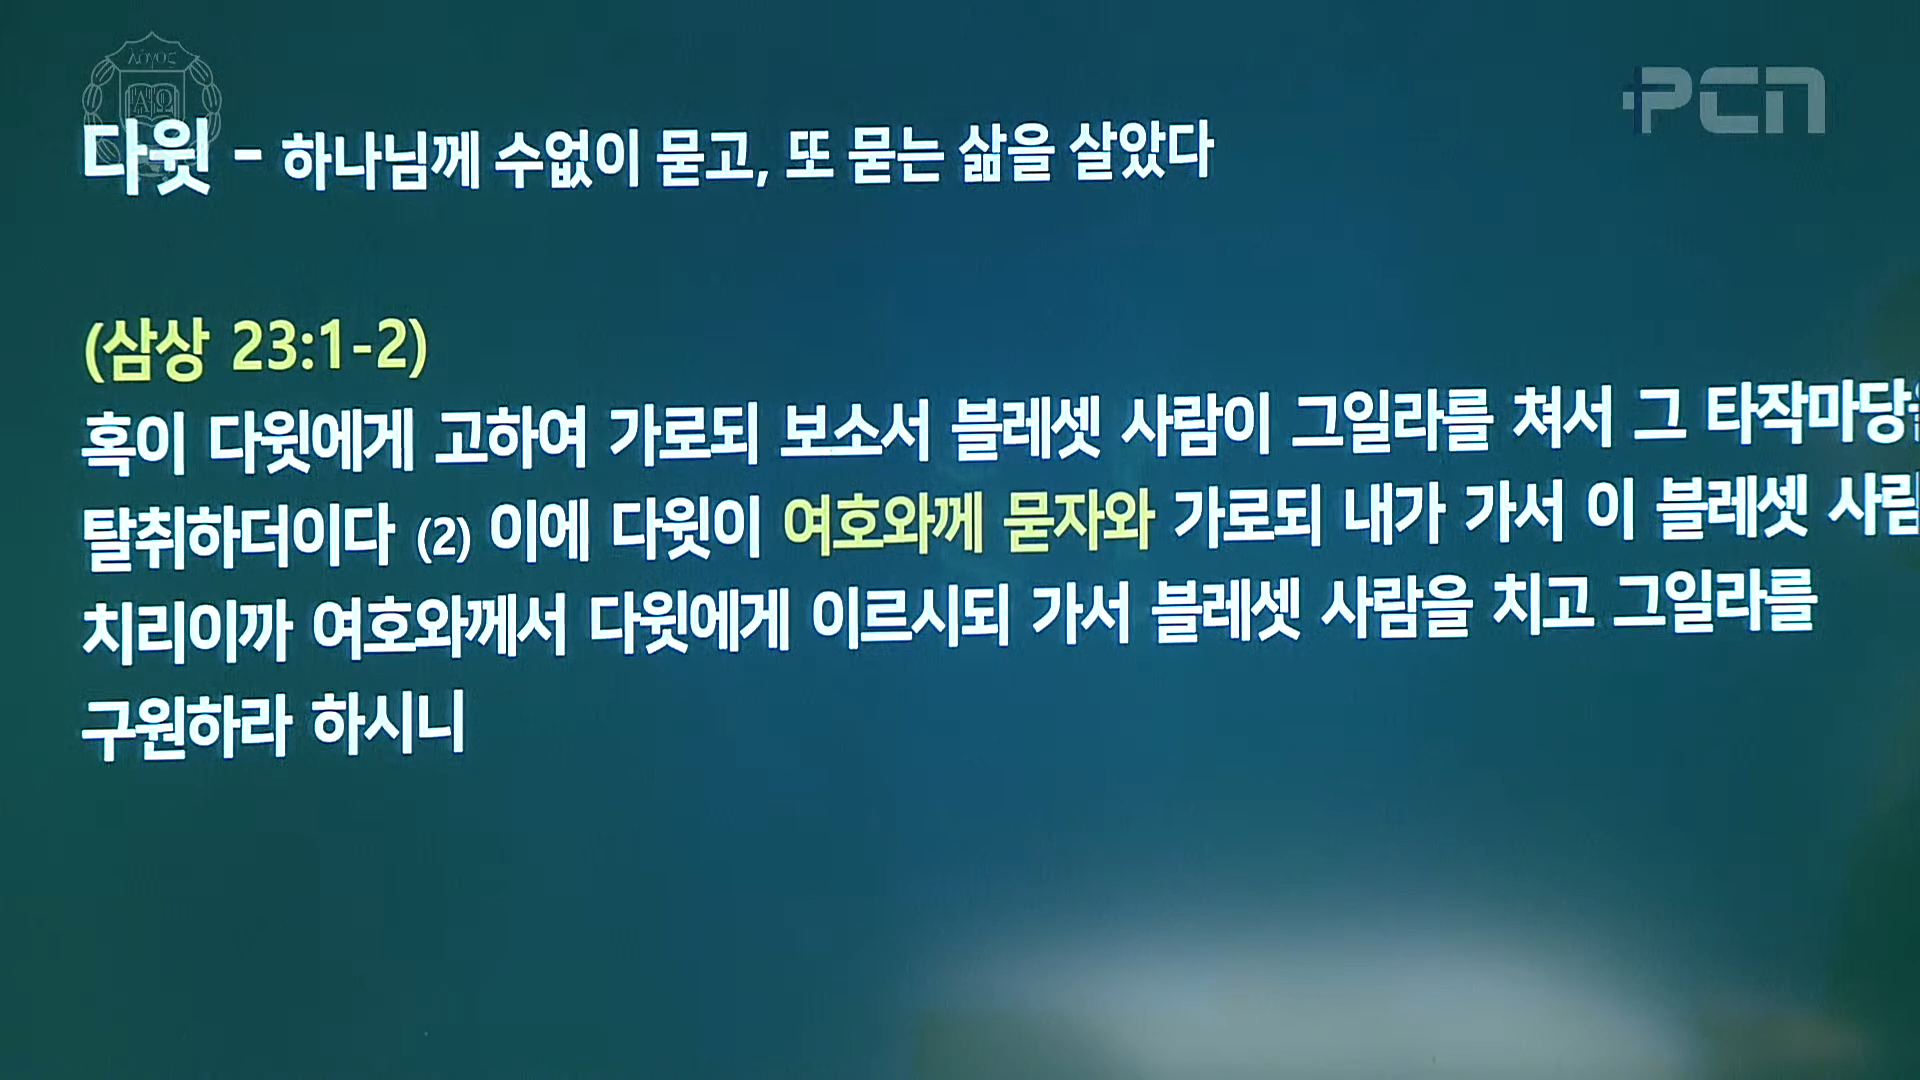 λόγος
ΑΩ
PCN
다윗 - 하나님께 수없이 묻고, 또 묻는 삶을 살았다
(삼상 23:1-2)
혹이 다윗에게 고하여 가로되 보소서 블레셋 사람이 그일라를 쳐서 그 타작마당을
탈취하더이다 (2) 이에 다윗이 여호와께 묻자와 가로되 내가 가서 이 블레셋 사람
치리이까 여호와께서 다윗에게 이르시되 가서 블레셋 사람을 치고 그일라를
구원하라 하시니